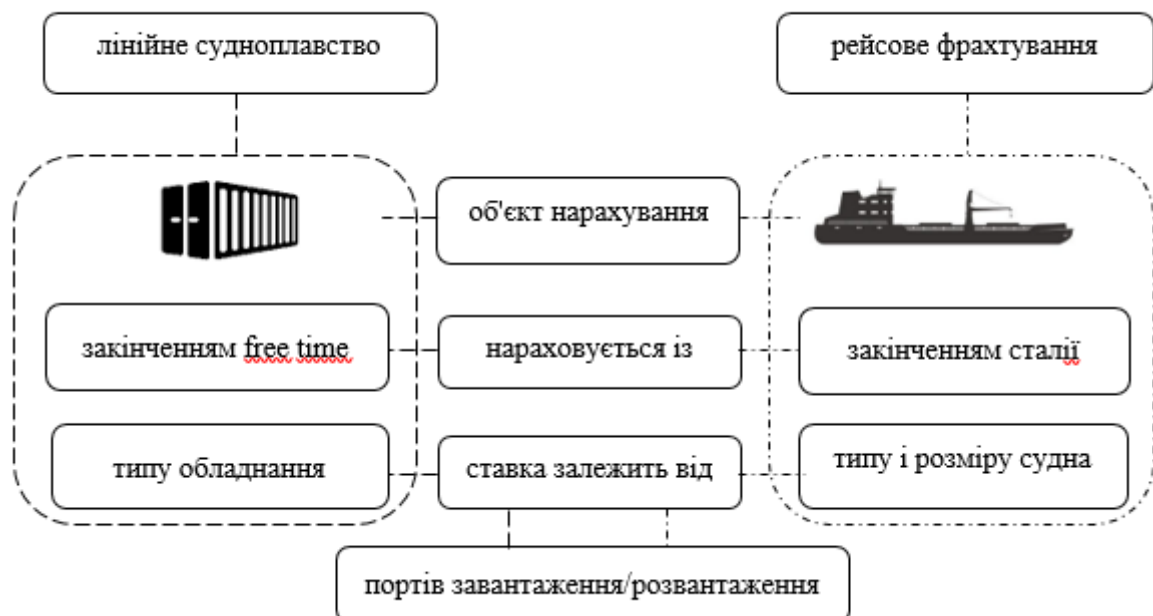 лінійне судноплавство
рейсове фрахтування
об'єкт нарахування
закінченням free time
нараховується із
закінченням сталії
типу обладнання
ставка залежить від
типу і розміру судна
портів завантаження/розвантаження